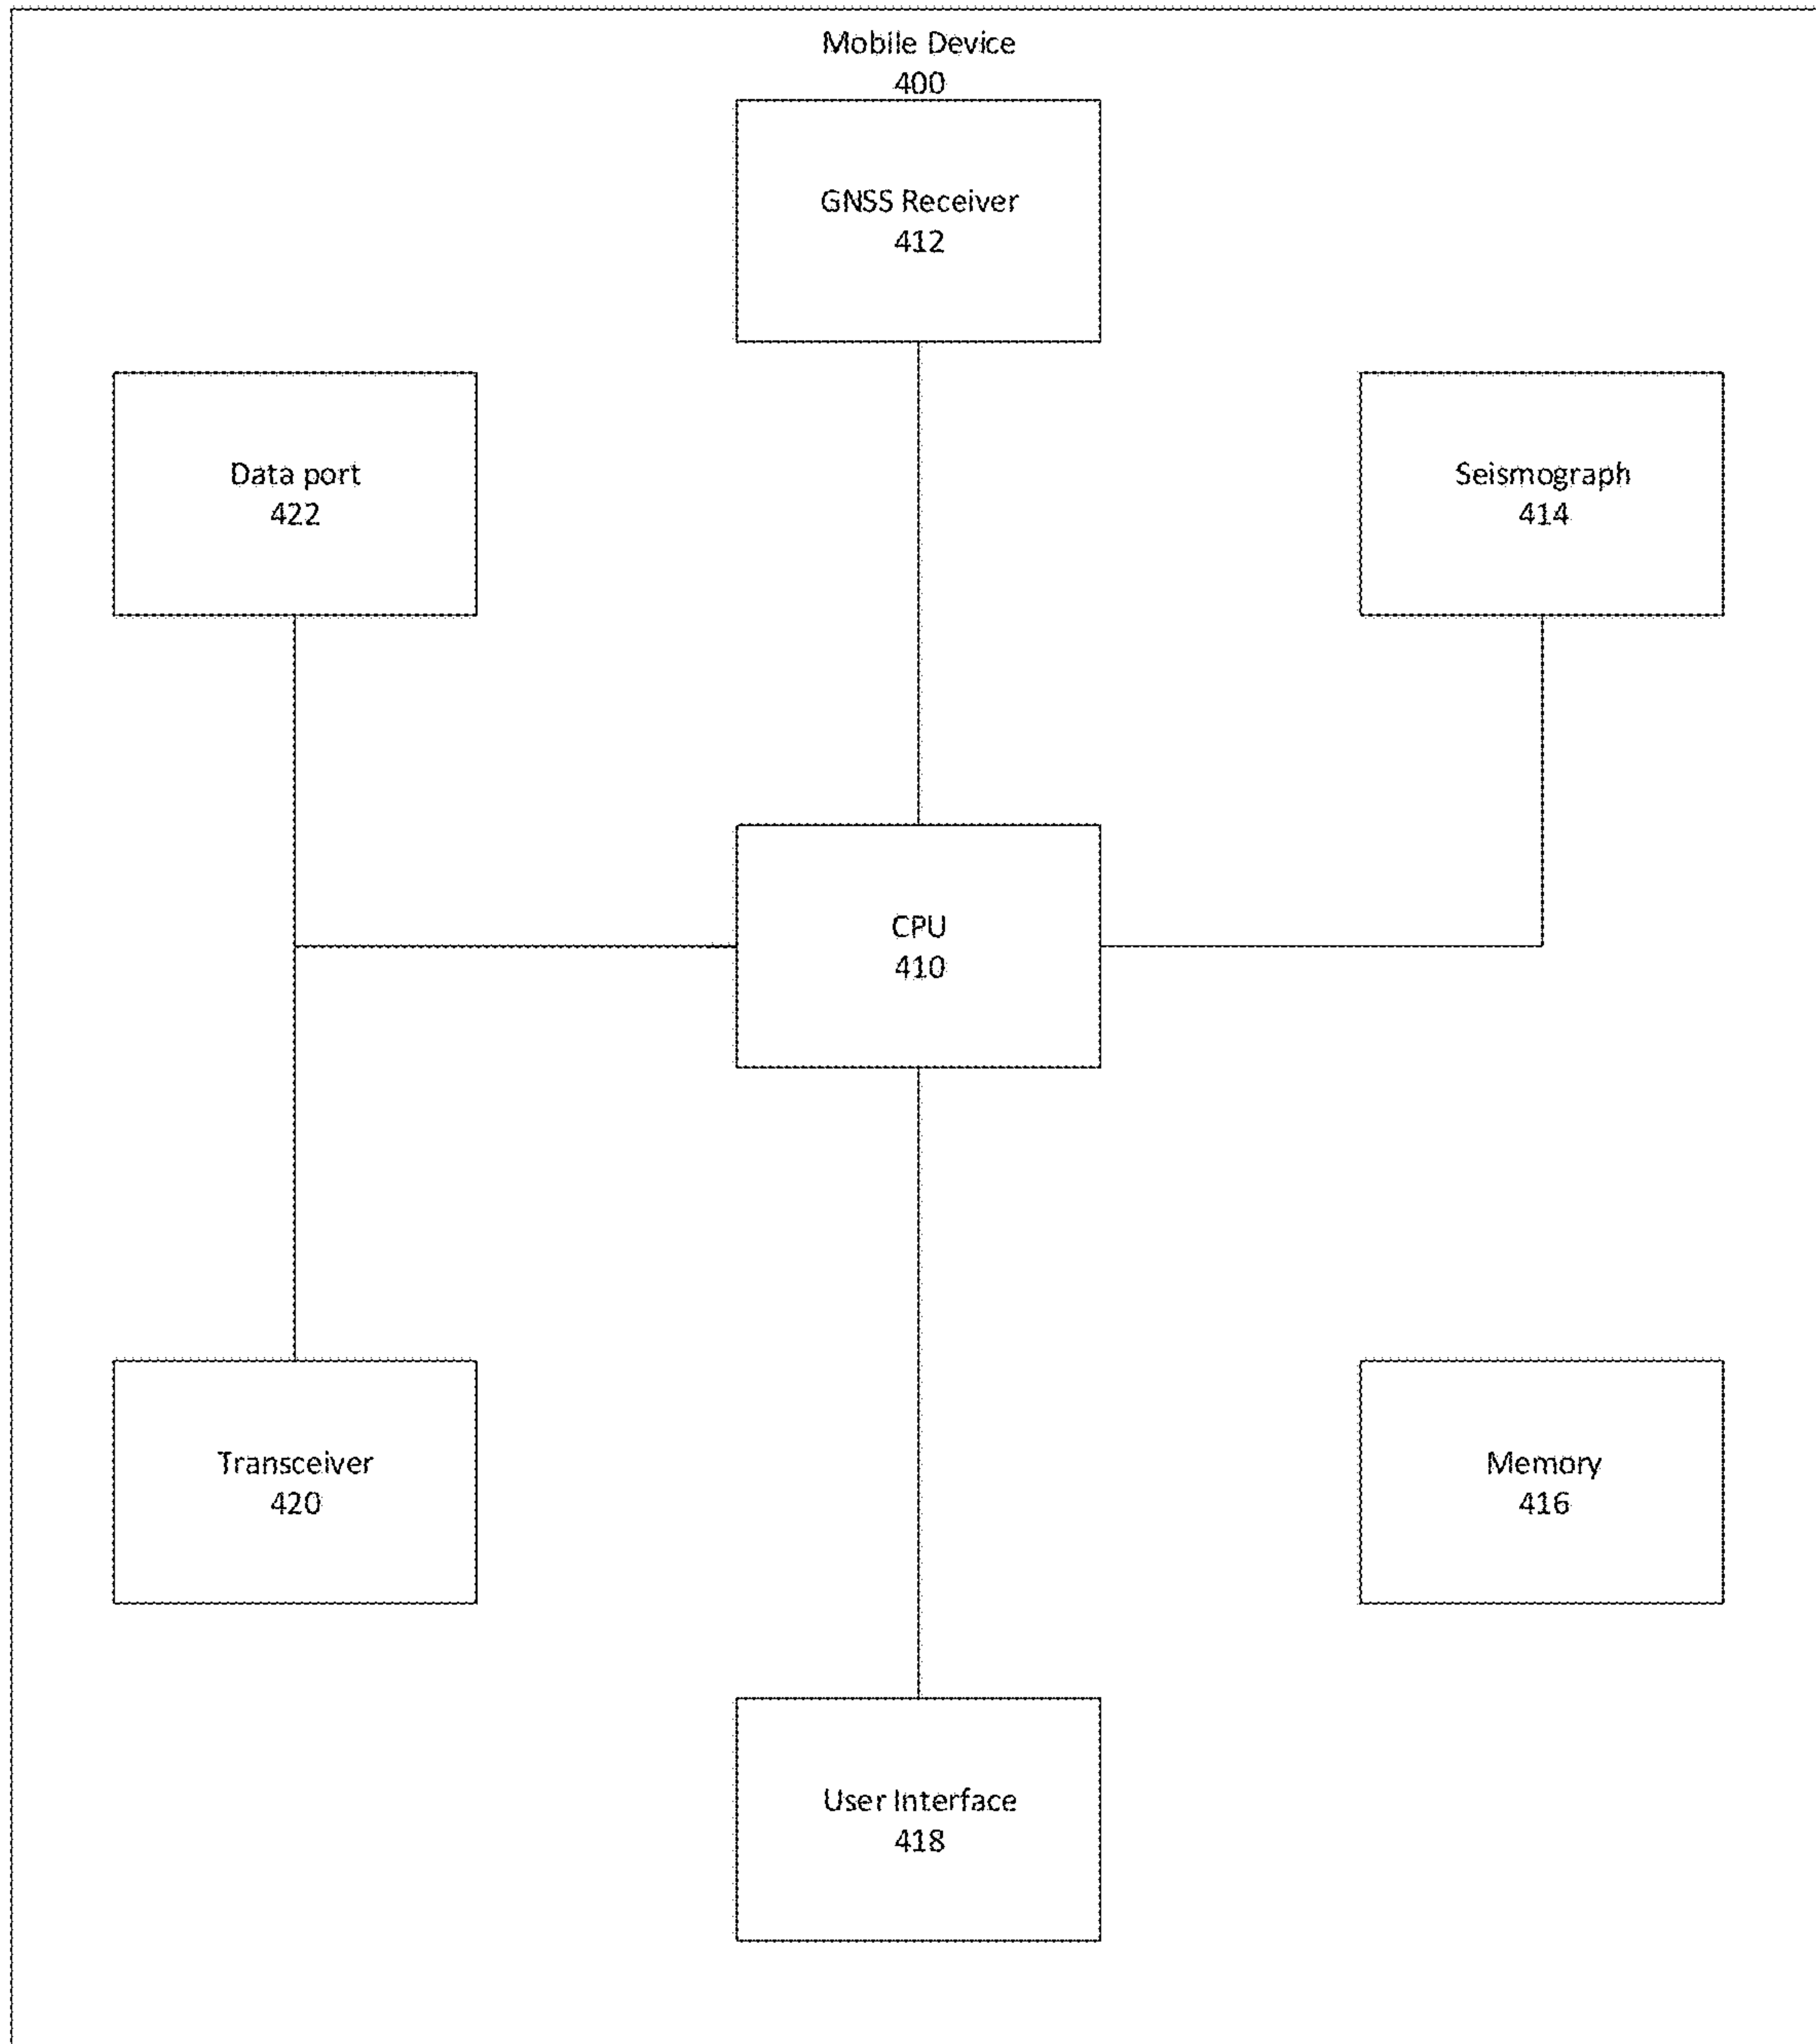 Mobile Device
400
GNSS Receiver
412
Data port
422
Seismograph
414
CPU
410
Transceiver
420
Memory
416
User Interface
418